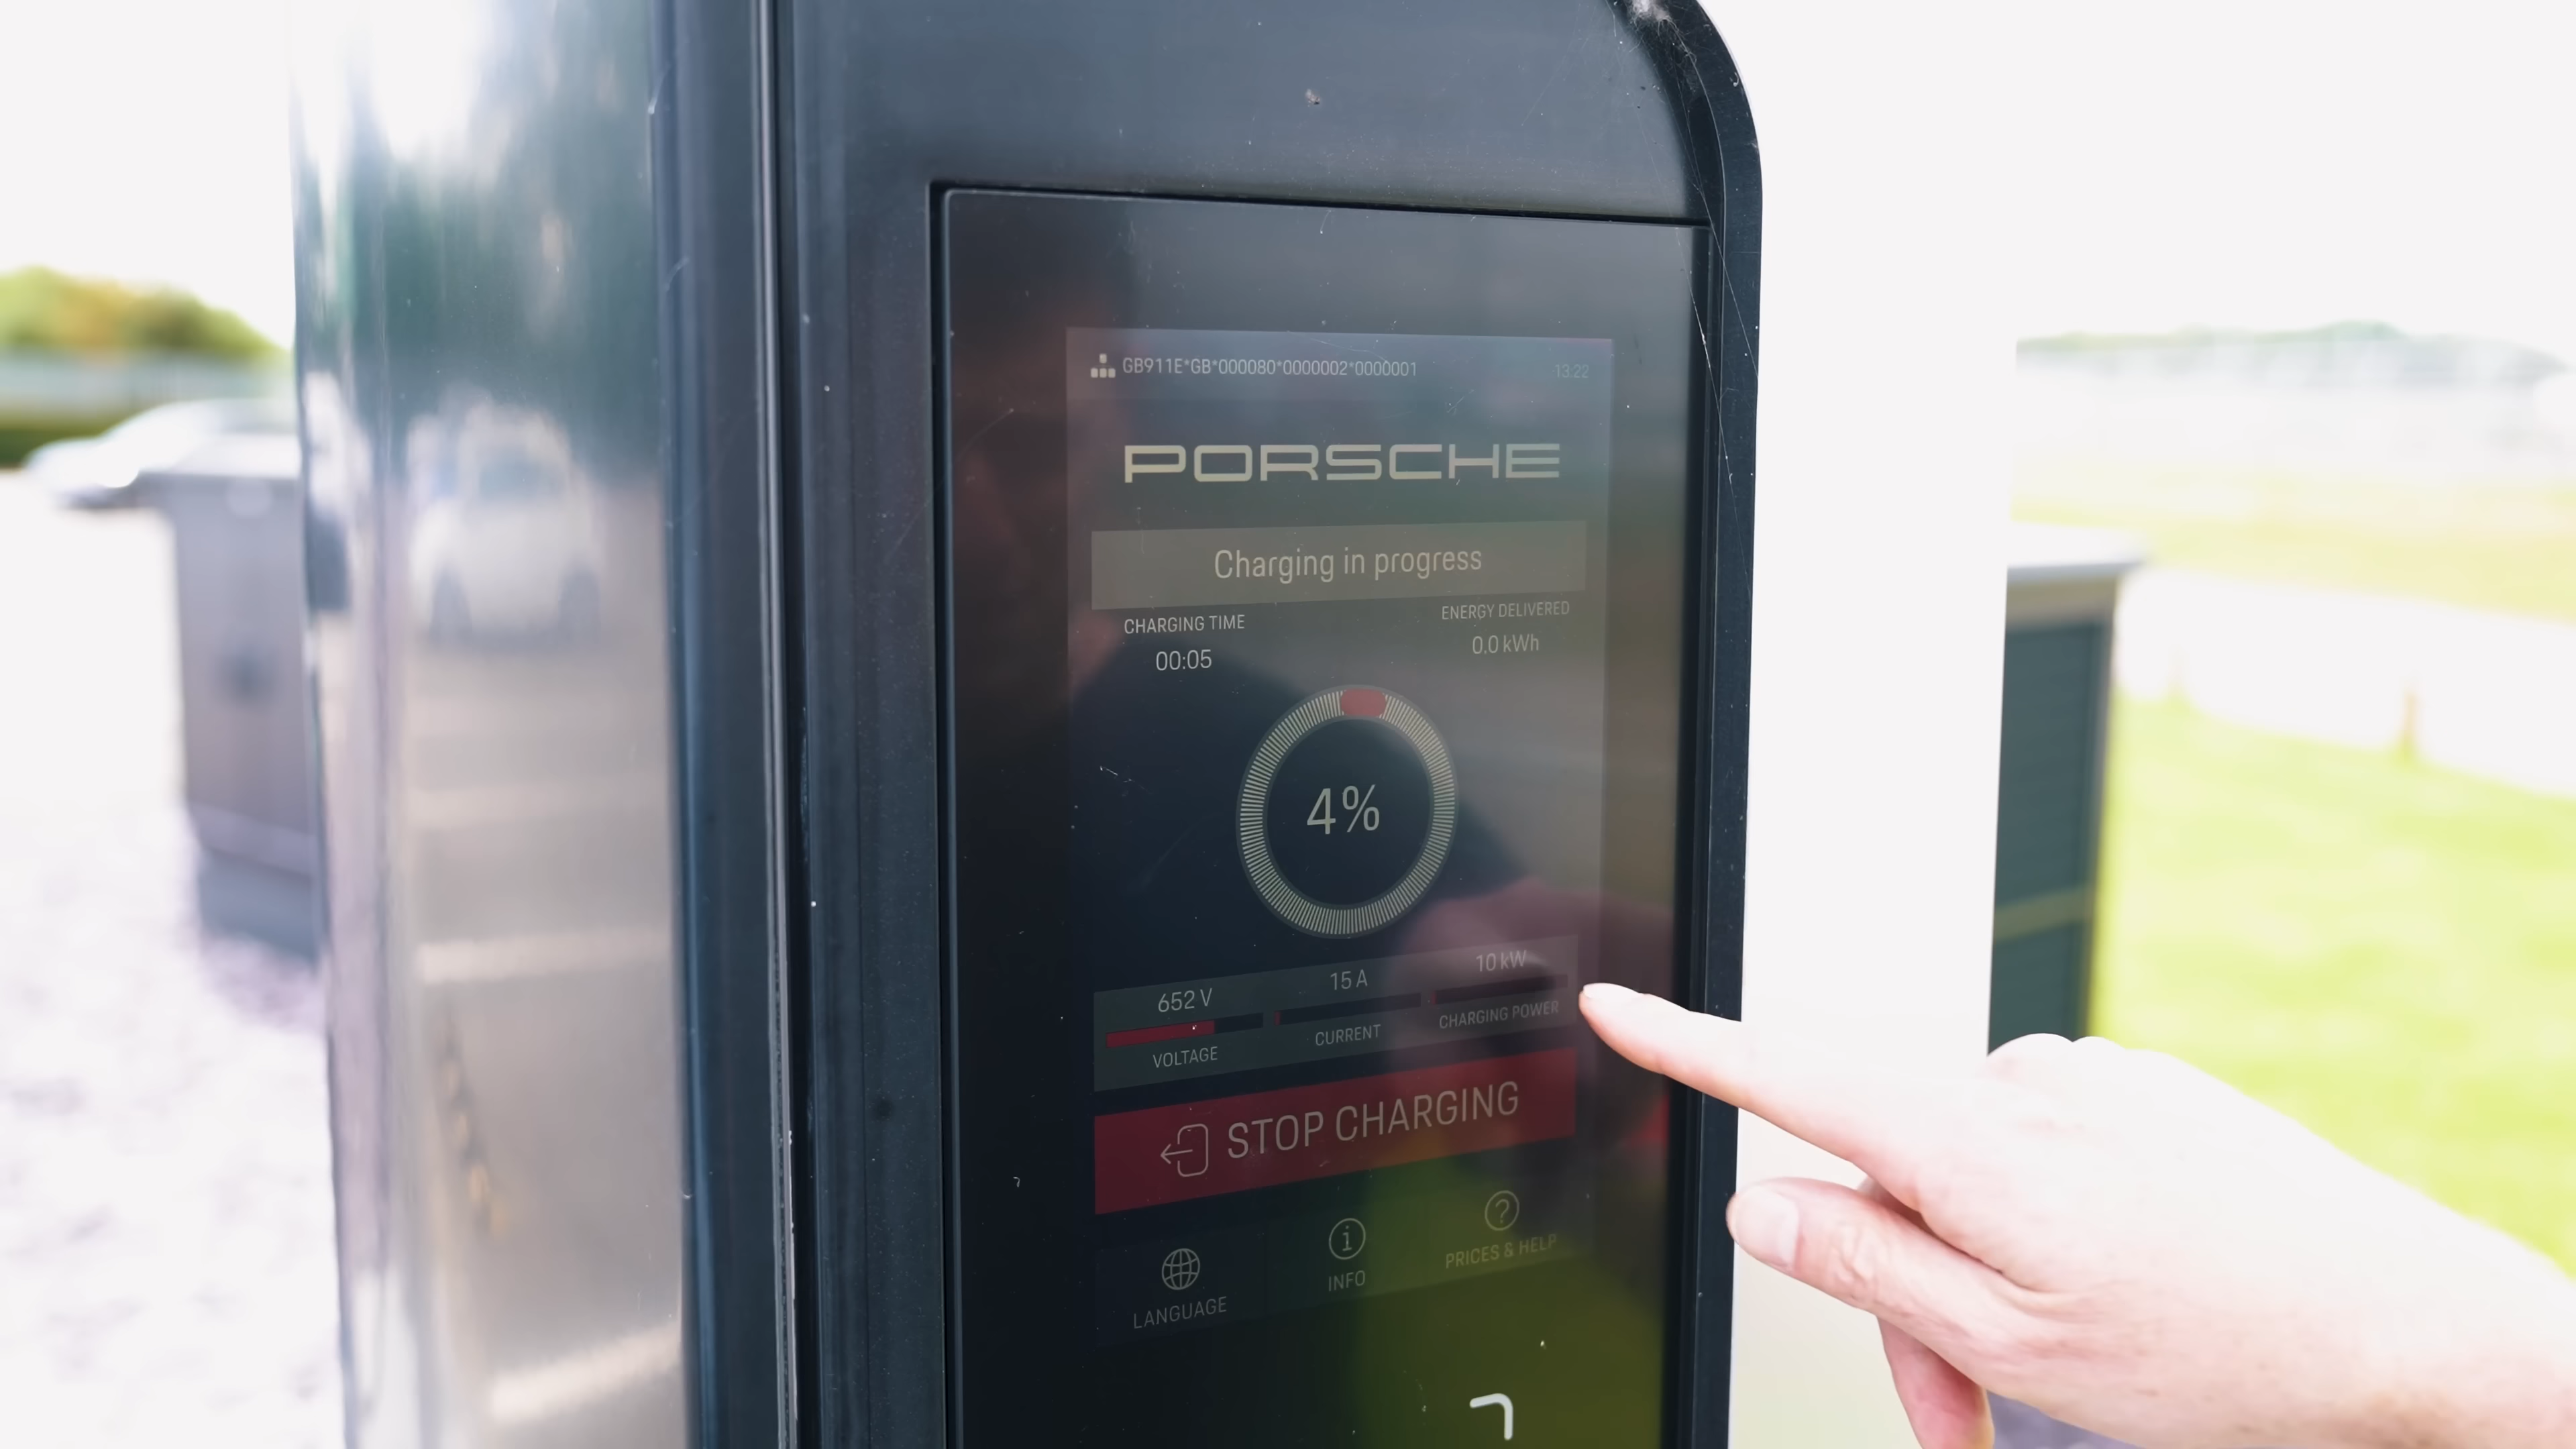 GB911E*GB*000080*0000002*0000001
13:22
PORSCHE
Charging in progress
CHARGING TIME
00:05
ENERGY DELIVERED
0.0 kWh
4%
652 V
VOLTAGE
15 A
CURRENT
10 kW
CHARGING POWER
STOP CHARGING
LANGUAGE
INFO
PRICES & HELP